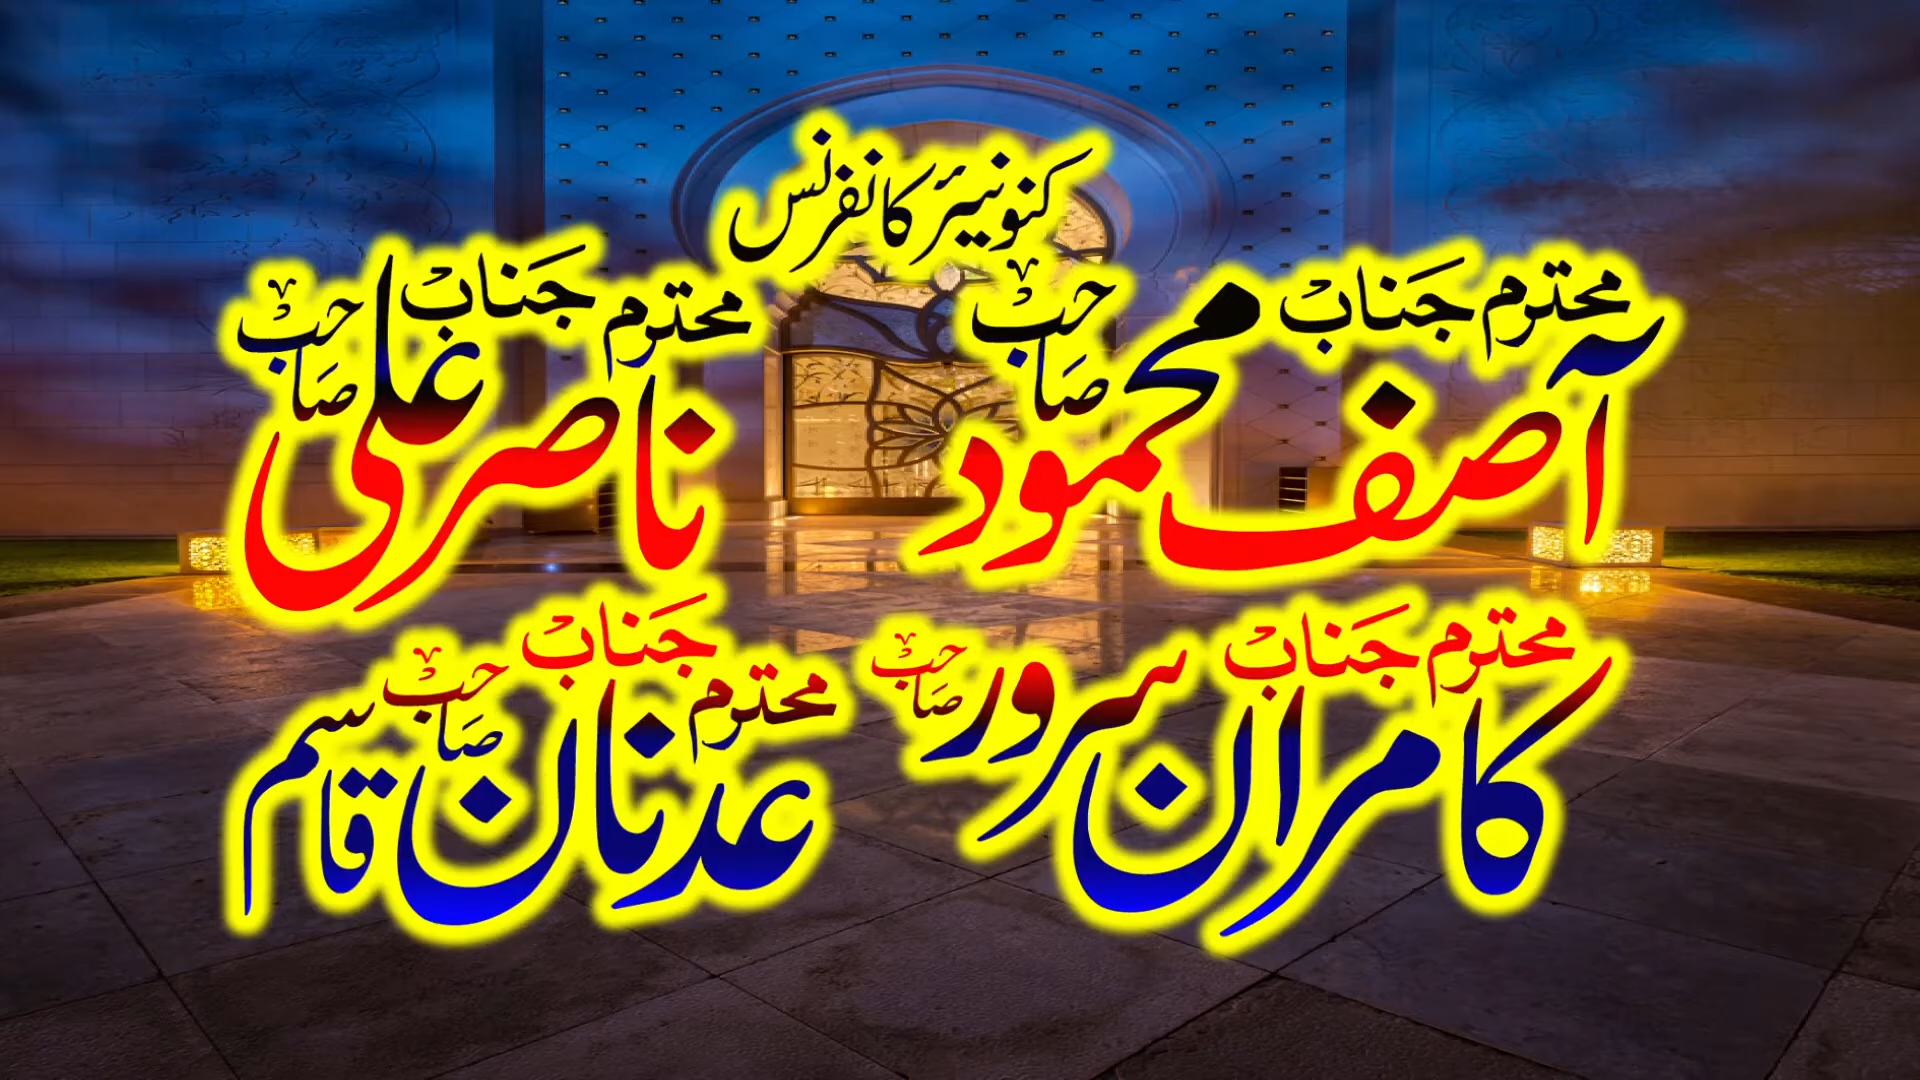 کنونیئر کانفرنس
محترم جناب آصف محمود صاحب
محترم جناب ناصر علی صاحب
محترم جناب کامران سرور صاحب
محترم جناب عدنان قاسم صاحب